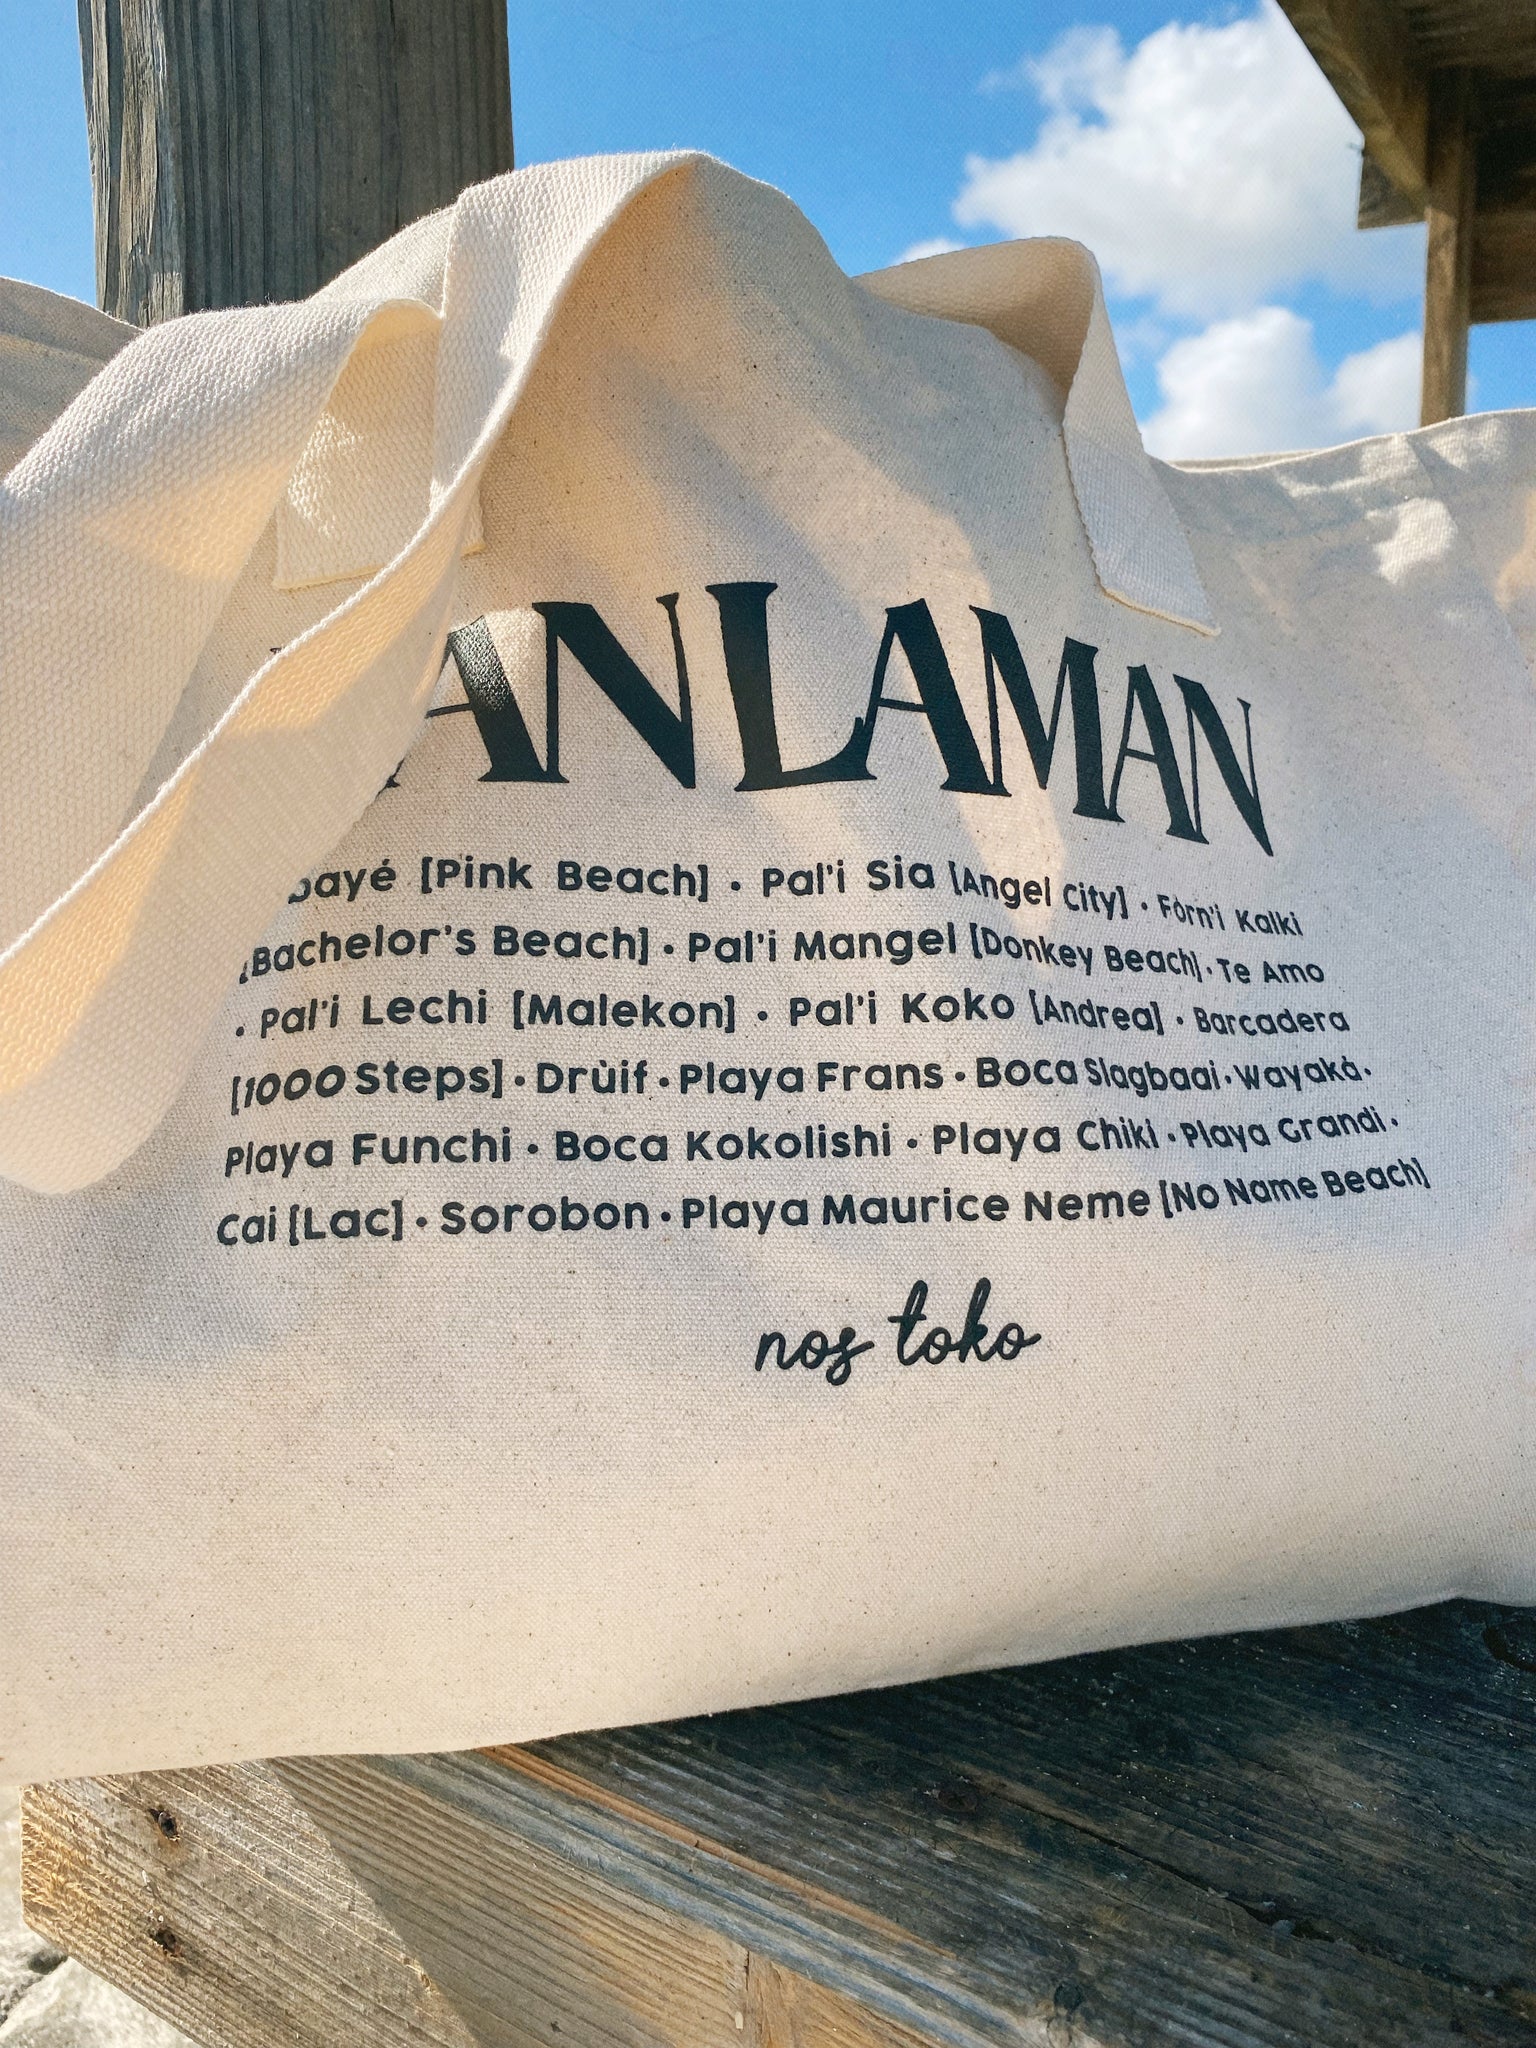 ANLAMAN
bayé [Pink Beach] • Pal'i Sia [Angel City] • Fòrn'i Kalki
[Bachelor's Beach] • Pal'i Mangel [Donkey Beach] • Te Amo
• Pal'i Lechi [Malekon] • Pal'i Koko [Andrea] • Barcadera
[1000 Steps] • Drùif • Playa Frans • Boca Slagbaai • Wayaká •
Playa Funchi • Boca Kokolishi • Playa Chikí • Playa Grandi •
Cai [Lac] • Sorobon • Playa Maurice Neme [No Name Beach]
nos toko